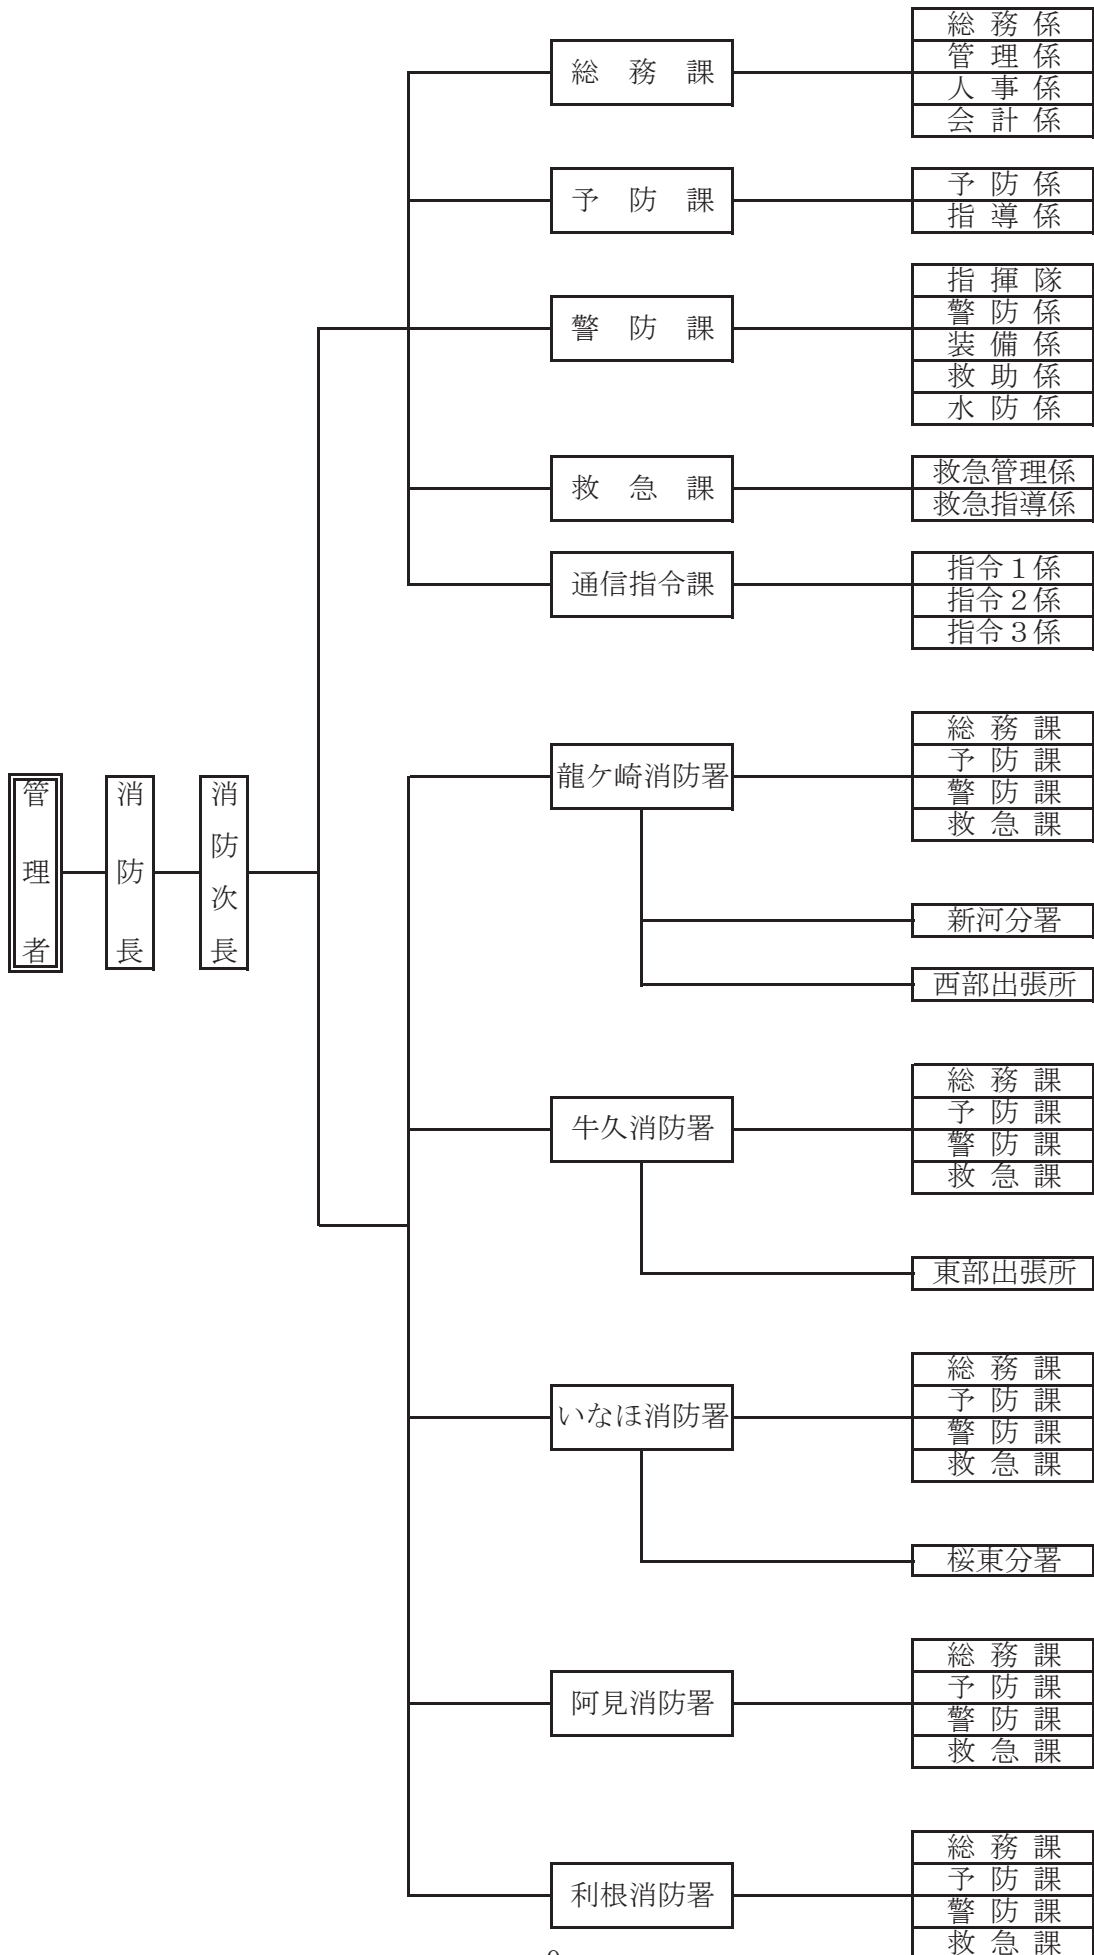 管理者
消防長
消防次長
総務課
総務係
管理係
人事係
会計係
予防課
予防係
指導係
警防課
指揮隊
警防係
装備係
救助係
水防係
救急課
救急管理係
救急指導係
通信指令課
指令１係
指令２係
指令３係
龍ケ崎消防署
総務課
予防課
警防課
救急課
新河分署
西部出張所
牛久消防署
総務課
予防課
警防課
救急課
東部出張所
いなほ消防署
総務課
予防課
警防課
救急課
桜東分署
阿見消防署
総務課
予防課
警防課
救急課
利根消防署
総務課
予防課
警防課
救急課